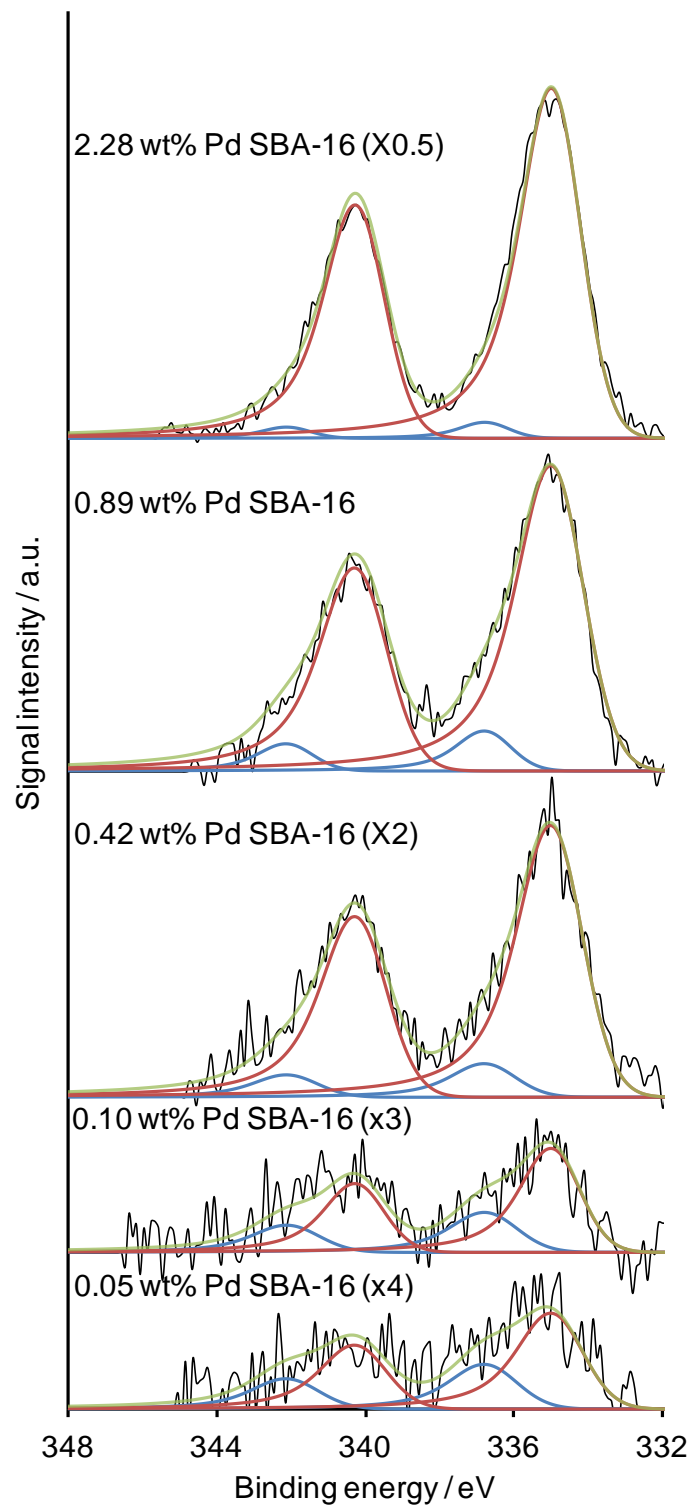 2.28 wt% Pd SBA-16 (X0.5)
0.89 wt% Pd SBA-16
Signal intensity / a.u.
0.42 wt% Pd SBA-16 (X2)
0.10 wt% Pd SBA-16 (x3)
0.05 wt% Pd SBA-16 (x4)
348 344 340 336 332
Binding energy / eV